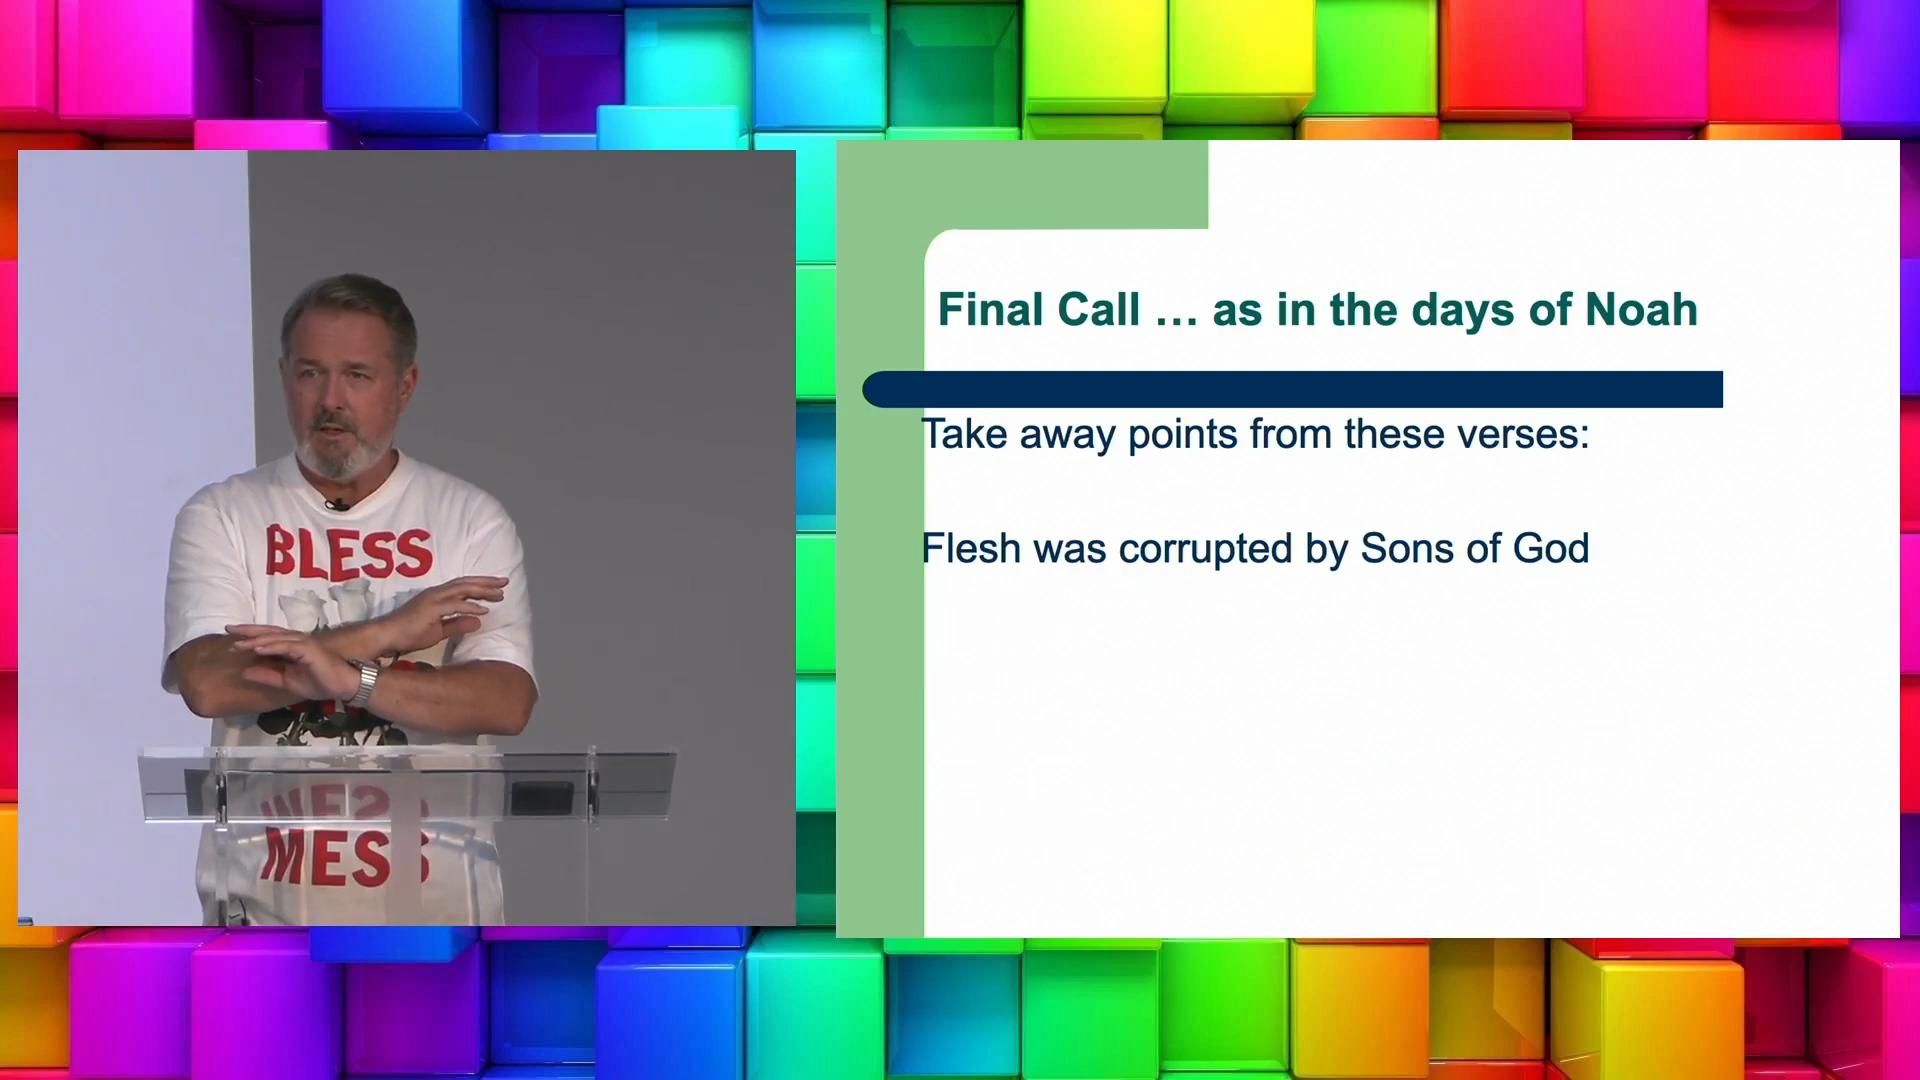 BLESS
MESS
Final Call … as in the days of Noah
Take away points from these verses:
Flesh was corrupted by Sons of God